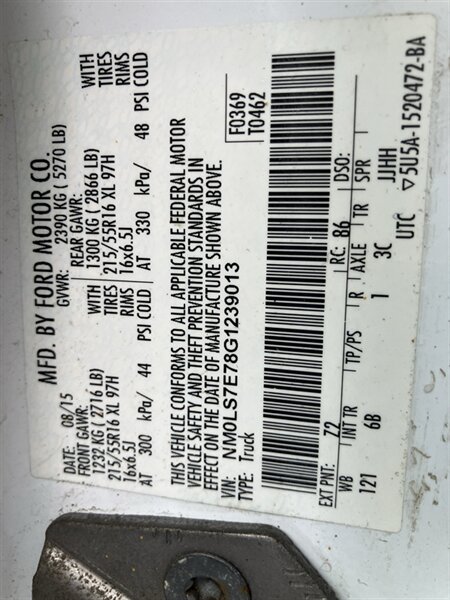 MFD. BY FORD MOTOR CO.
DATE: 08/15 GVWR: 2390 KG ( 5270 LB)
FRONT GAWR: REAR GAWR:
1232 KG ( 2716 LB) WITH 1300 KG ( 2866 LB) WITH
215/55R16 XL 97H TIRES 215/55R16 XL 97H TIRES
16x6.5J RIMS 16x6.5J RIMS
AT 300 kPa/ 44 PSI COLD AT 330 kPa/ 48 PSI COLD
THIS VEHICLE CONFORMS TO ALL APPLICABLE FEDERAL MOTOR
VEHICLE SAFETY AND THEFT PREVENTION STANDARDS IN
EFFECT ON THE DATE OF MANUFACTURE SHOWN ABOVE.
VIN: NM0LS7E78G1239013 F0369
TYPE: Truck T0462
EXT PNT: Z2 RC: 86 DSO:
WB INT TR TP/PS R AXLE TR SPR
121 6B 1 3C JJHH
UTC ▽5U5A-1520472-BA